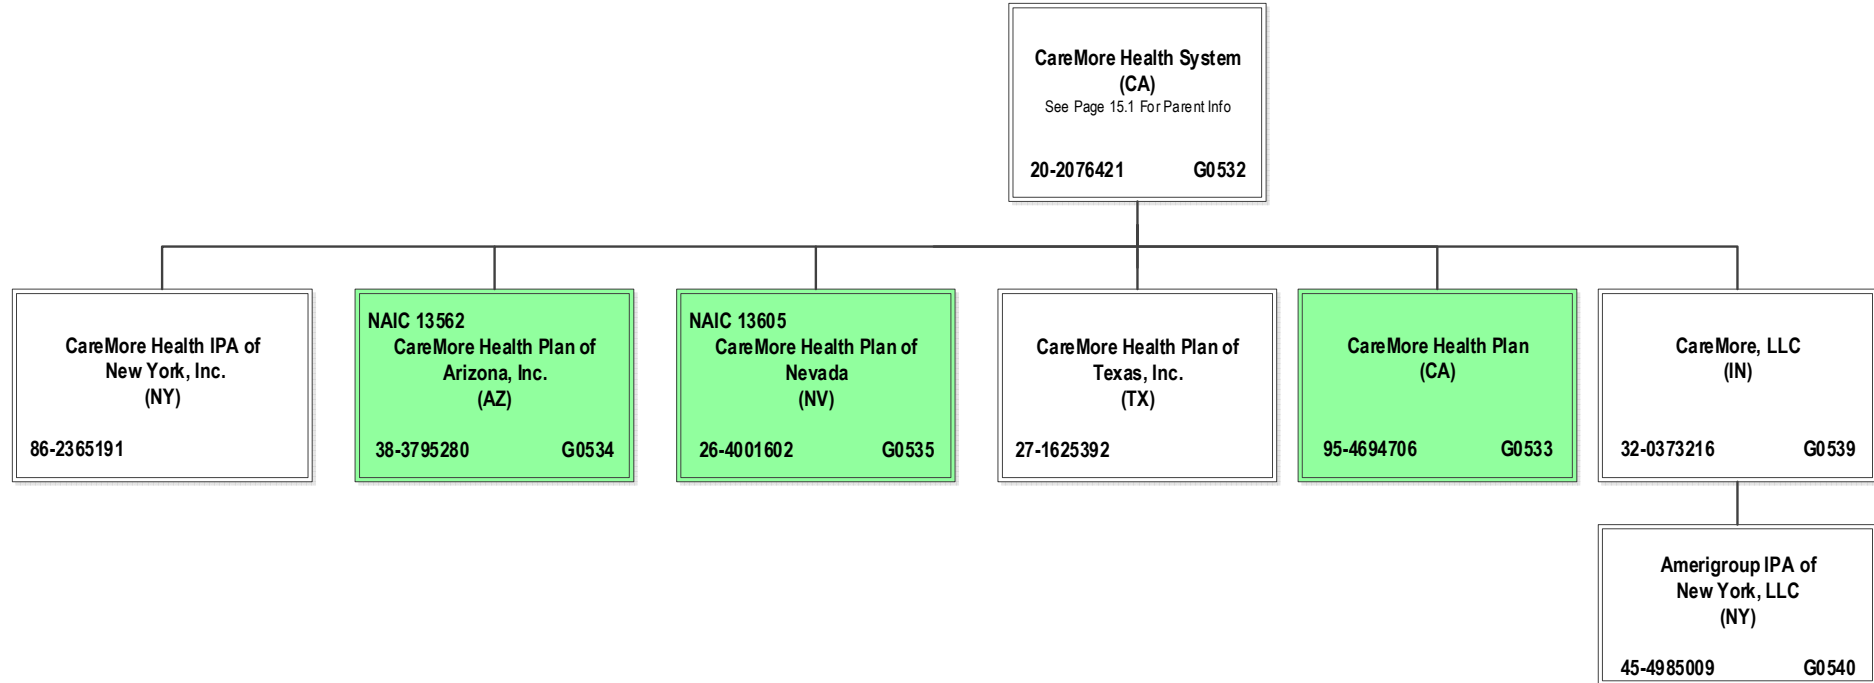 CareMore Health System
(CA)
See Page 15.1 For Parent Info
20-2076421 G0532
CareMore Health IPA of
New York, Inc.
(NY)
86-2365191
NAIC 13562
CareMore Health Plan of
Arizona, Inc.
(AZ)
38-3795280 G0534
NAIC 13605
CareMore Health Plan of
Nevada
(NV)
26-4001602 G0535
CareMore Health Plan of
Texas, Inc.
(TX)
27-1625392
CareMore Health Plan
(CA)
95-4694706 G0533
CareMore, LLC
(IN)
32-0373216 G0539
Amerigroup IPA of
New York, LLC
(NY)
45-4985009 G0540